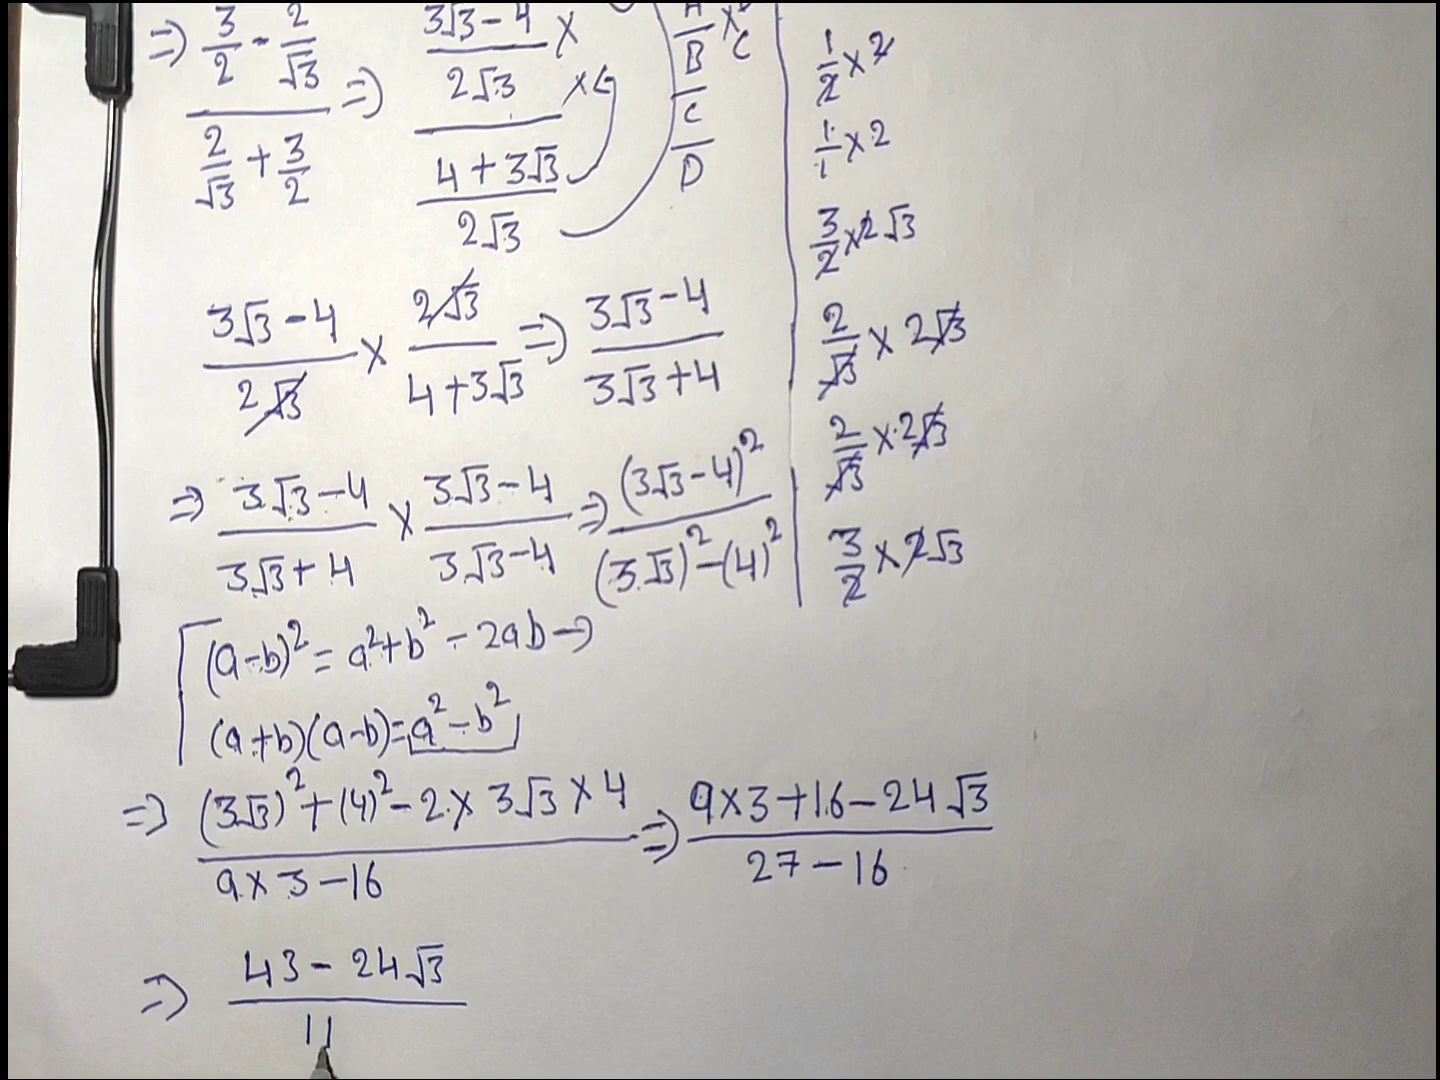 ⇒ 3/2 - 2/√3 ⇒ 3√3-4/2√3 ×
2/√3 + 3/2 4+3√3/2√3
A/B × C
C/D
1/2 × 2
1/1 × 2
3/2 × 2√3
2/√3 × 2√3
2/√3 × 2√3
3/2 × 2√3
3√3-4/2√3 × 2√3/4+3√3 ⇒ 3√3-4/3√3+4
⇒ 3√3-4/3√3+4 × 3√3-4/3√3-4 ⇒ (3√3-4)²/(3√3)²-(4)²
(a-b)² = a²+b²-2ab→
(a+b)(a-b)=a²-b²
⇒ (3√3)²+(4)²-2×3√3×4/9×3-16 ⇒ 9×3+16-24√3/27-16
⇒ 43-24√3/11